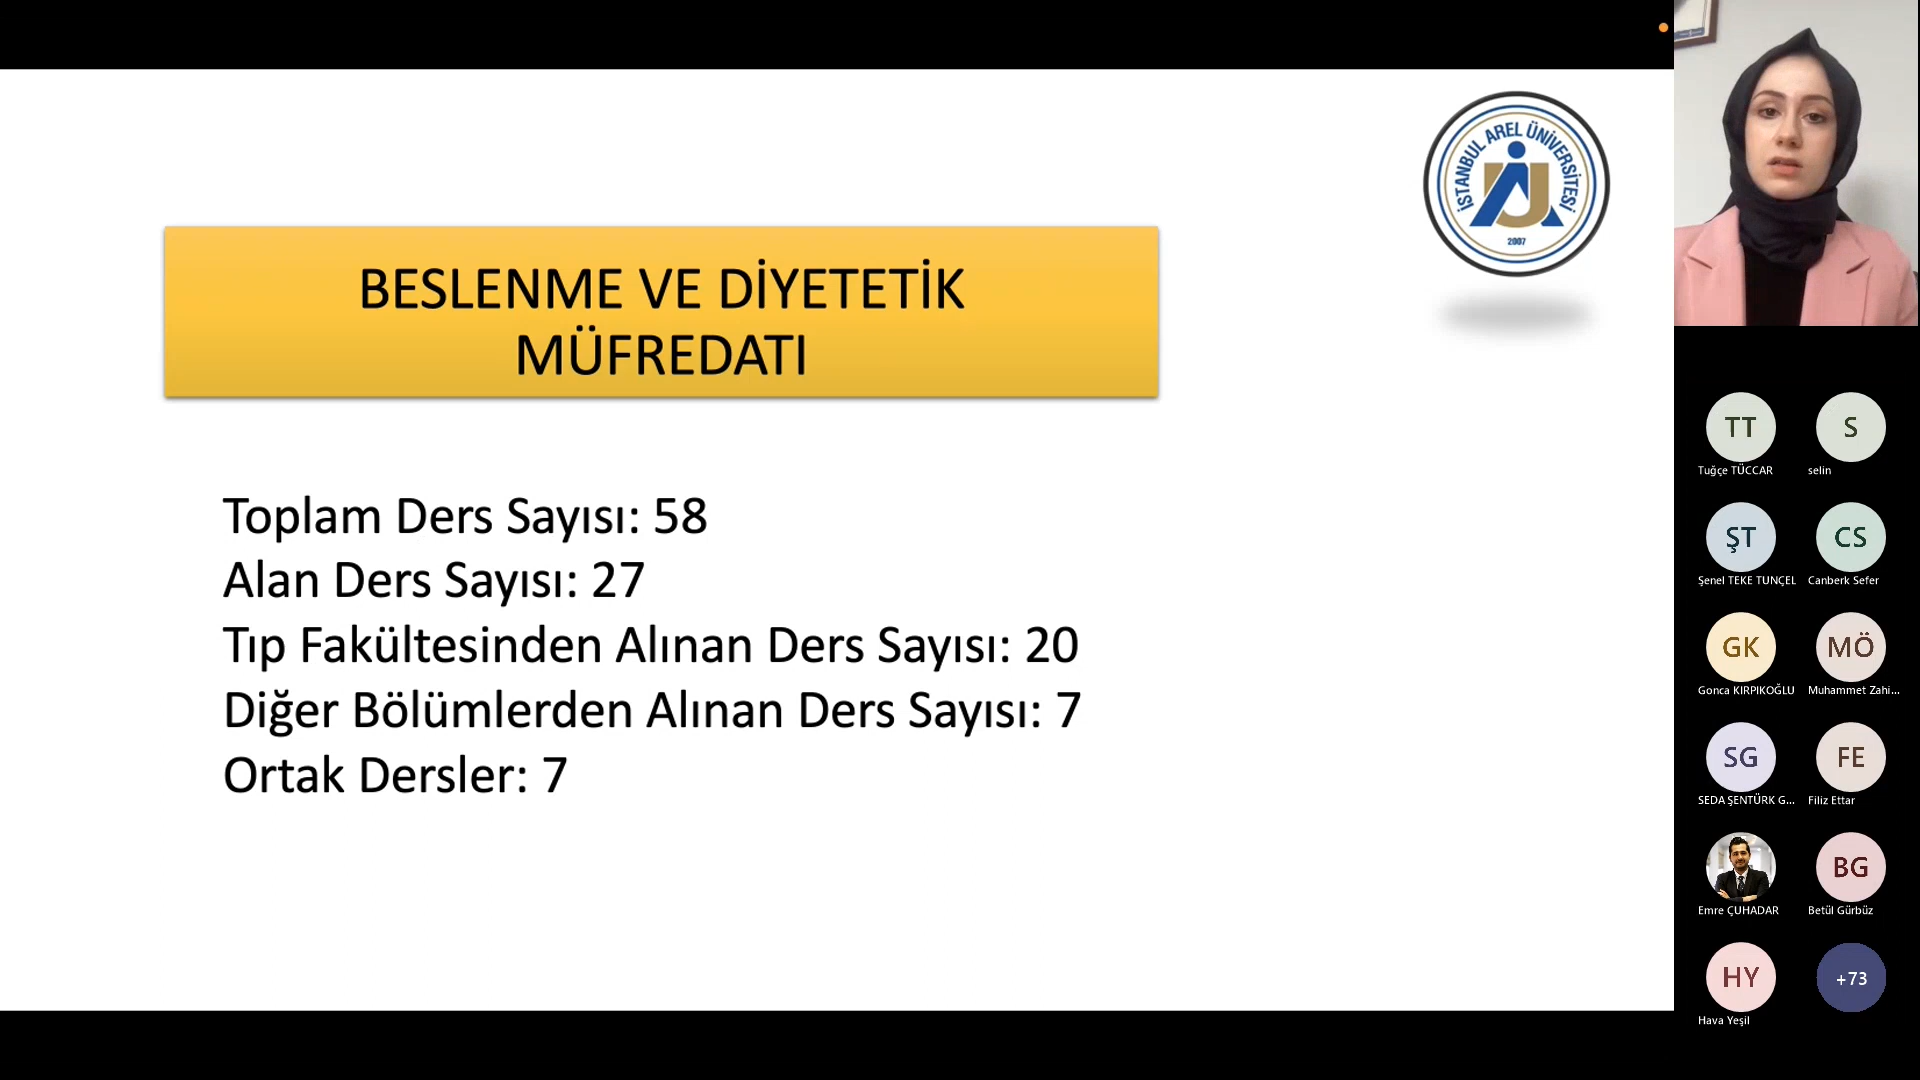 İSTANBUL AREL ÜNİVERSİTESİ
2007
BESLENME VE DİYETETİK
MÜFREDATI
Toplam Ders Sayısı: 58
Alan Ders Sayısı: 27
Tıp Fakültesinden Alınan Ders Sayısı: 20
Diğer Bölümlerden Alınan Ders Sayısı: 7
Ortak Dersler: 7
TT
S
Tuğçe TÜCCAR
selin
ŞT
CS
Şenel TEKE TUNÇEL
Canberk Sefer
GK
MÖ
Gonca KIRPIKOĞLU
Muhammet Zahi...
SG
FE
SEDA ŞENTÜRK G...
Filiz Ettar
BG
Emre ÇUHADAR
Betül Gürbüz
HY
+73
Hava Yeşil